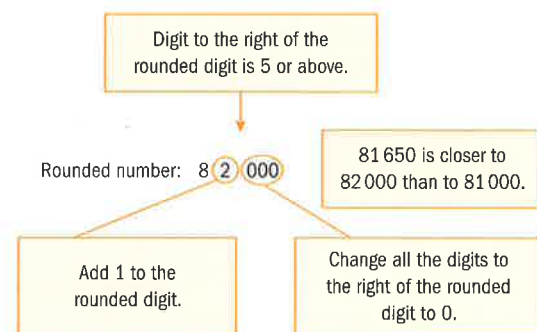 Digit to the right of the
rounded digit is 5 or above.
Rounded number: 8 2 000
81 650 is closer to
82 000 than to 81 000.
Add 1 to the
rounded digit.
Change all the digits to
the right of the rounded
digit to 0.